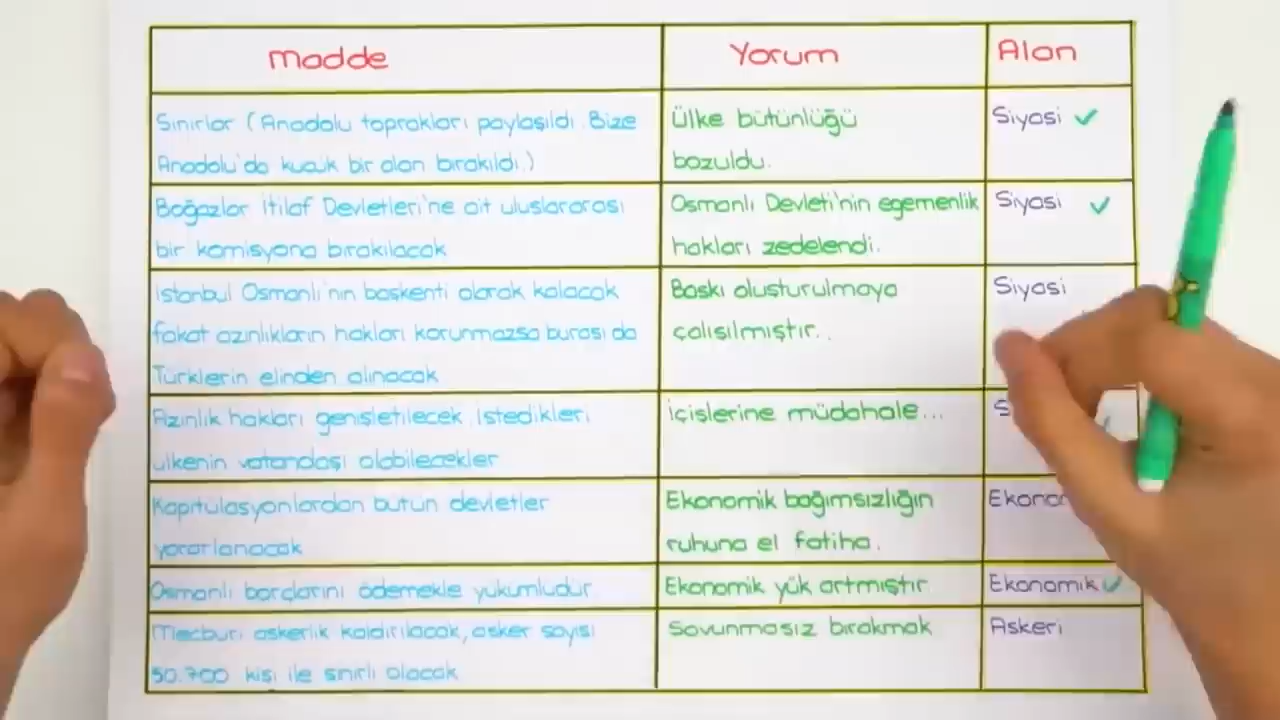 Madde
Yorum
Alan
Sınırlar (Anadolu toprakları paylaşıldı. Bize
Anadolu'da küçük bir alan bırakıldı.)
Ülke bütünlüğü
bozuldu.
Siyasi
Boğazlar İtilaf Devletleri'ne ait uluslararası
bir komisyona bırakılacak
Osmanlı Devleti'nin egemenlik
hakları zedelendi.
Siyasi
İstanbul Osmanlı'nın başkenti olarak kalacak
fakat azınlıkların hakları korunmazsa burası da
Türklerin elinden alınacak
Baskı oluşturulmaya
çalışılmıştır..
Siyasi
Azınlık hakları genişletilecek, İstedikleri
ülkenin vatandaşı olabilecekler
İçişlerine müdahale...
S
Kapitülasyonlardan bütün devletler
yararlanacak
Ekonomik bağımsızlığın
ruhuna el fatiha.
Ekono
Osmanlı borçlarını ödemekle yükümlüdür.
Ekonomik yük artmıştır.
Ekonomik
Mecburi askerlik kaldırılacak, asker sayısı
50.700 kişi ile sınırlı olacak
Savunmasız bırakmak
Askeri